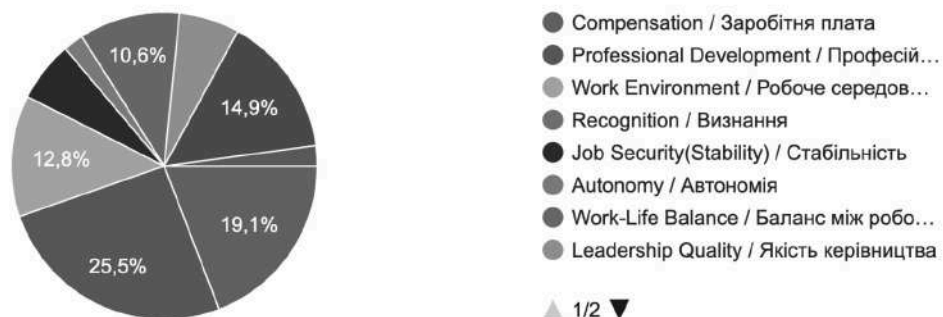 10,6%
14,9%
12,8%
19,1%
25,5%
Compensation / Заробітня плата
Professional Development / Професій…
Work Environment / Робоче середов…
Recognition / Визнання
Job Security(Stability) / Стабільність
Autonomy / Автономія
Work-Life Balance / Баланс між робо…
Leadership Quality / Якість керівництва
1/2